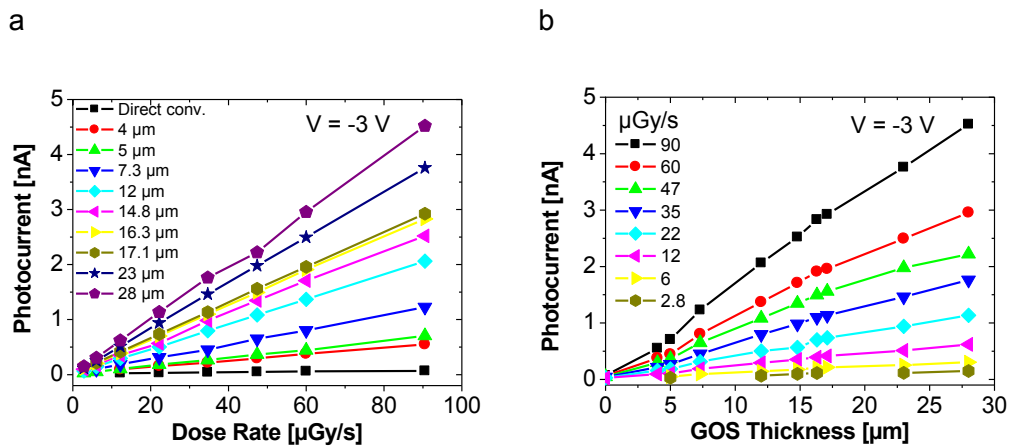 a
b
5
4
3
2
1
0
Photocurrent [nA]
Direct conv.
4 µm
5 µm
7.3 µm
12 µm
14.8 µm
16.3 µm
17.1 µm
23 µm
28 µm
V = -3 V
0 20 40 60 80 100
Dose Rate [µGy/s]
5
4
3
2
1
0
Photocurrent [nA]
µGy/s
90
60
47
35
22
12
6
2.8
V = -3 V
0 5 10 15 20 25 30
GOS Thickness [µm]